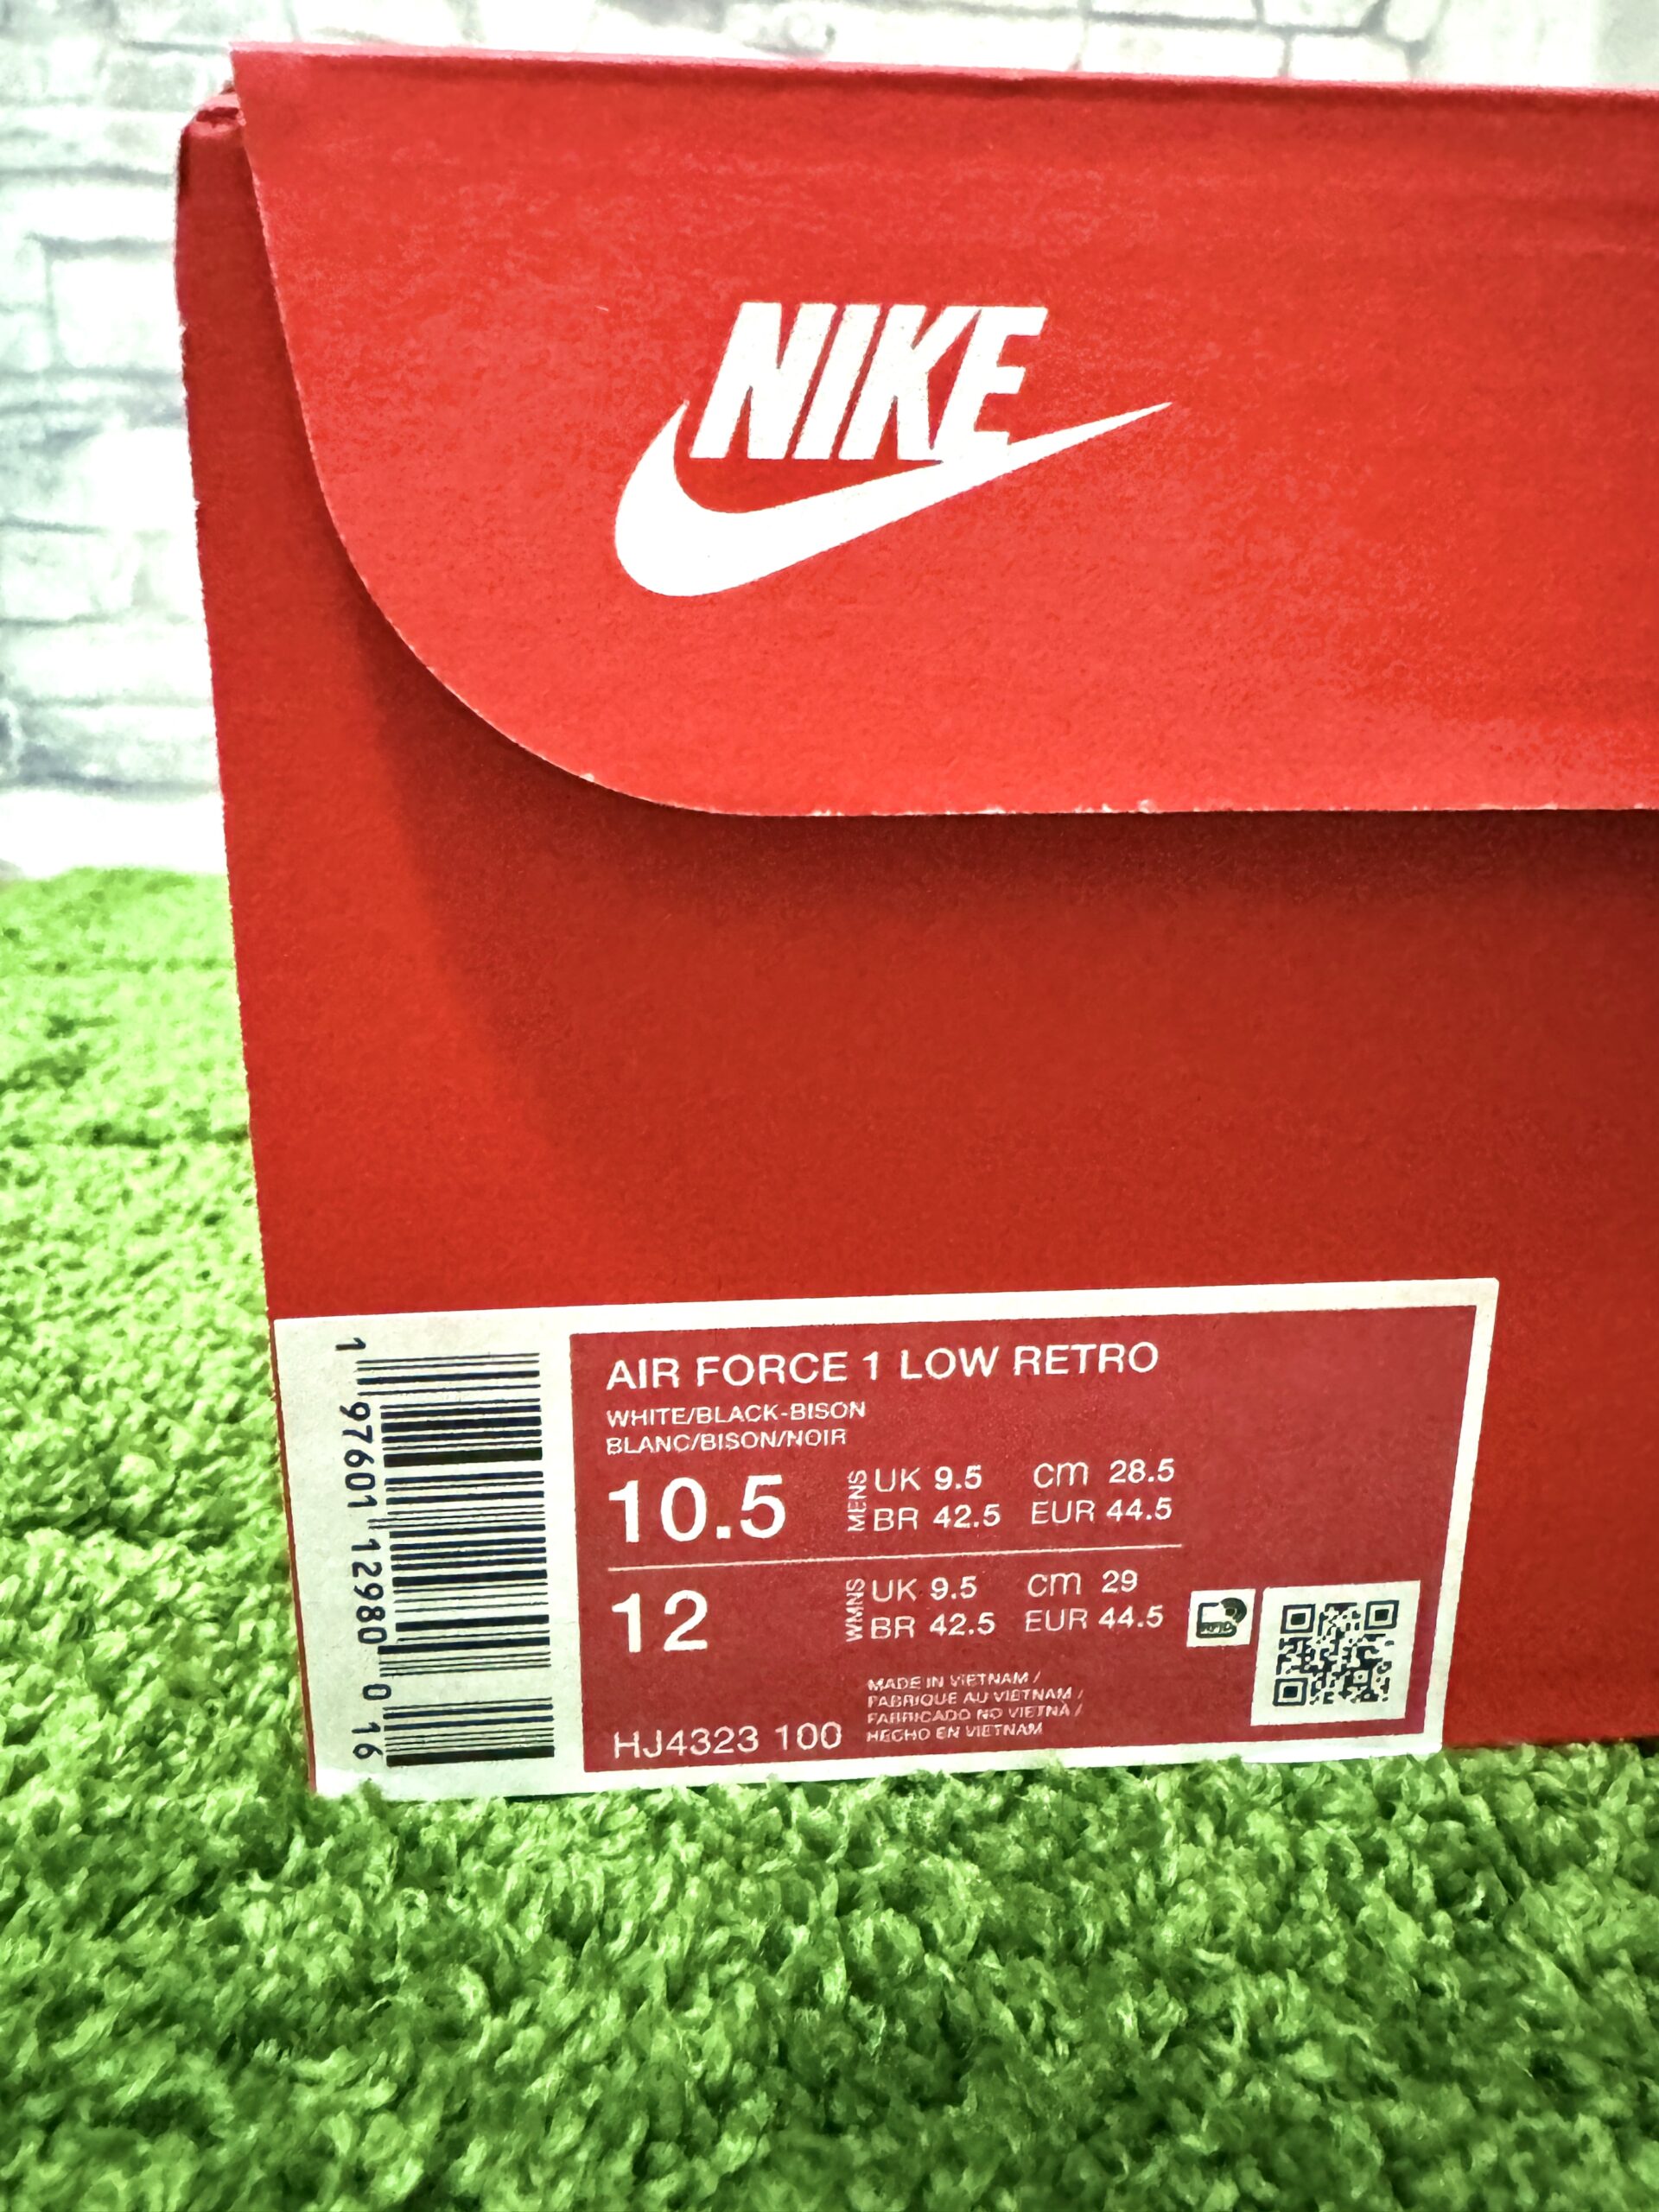 NIKE
1 97601 12980 0 16
AIR FORCE 1 LOW RETRO
WHITE/BLACK-BISON
BLANC/BISON/NOIR
10.5 MENS UK 9.5 cm 28.5
BR 42.5 EUR 44.5
12 WMNS UK 9.5 cm 29
BR 42.5 EUR 44.5
RFID
MADE IN VIETNAM /
FABRIQUE AU VIETNAM /
FABRICADO NO VIETNÃ /
HECHO EN VIETNAM
HJ4323 100